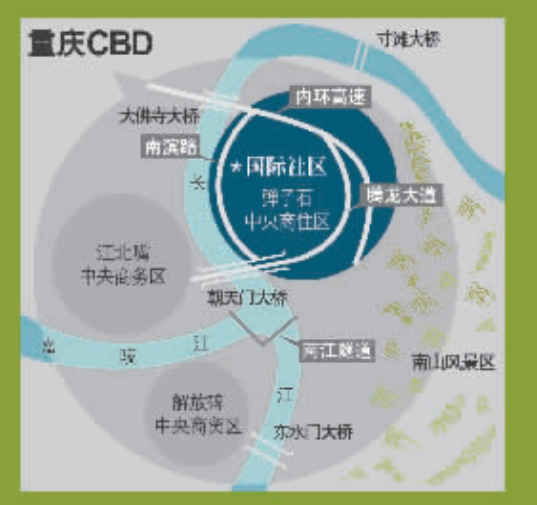 重庆CBD
寸滩大桥
内环高速
大佛寺大桥
南滨路
★国际社区
长
弹子石
中央商住区
腾龙大道
江北嘴
中央商务区
朝天门大桥
嘉
陵
江
两江隧道
南山风景区
江
解放碑
中央商贸区
东水门大桥